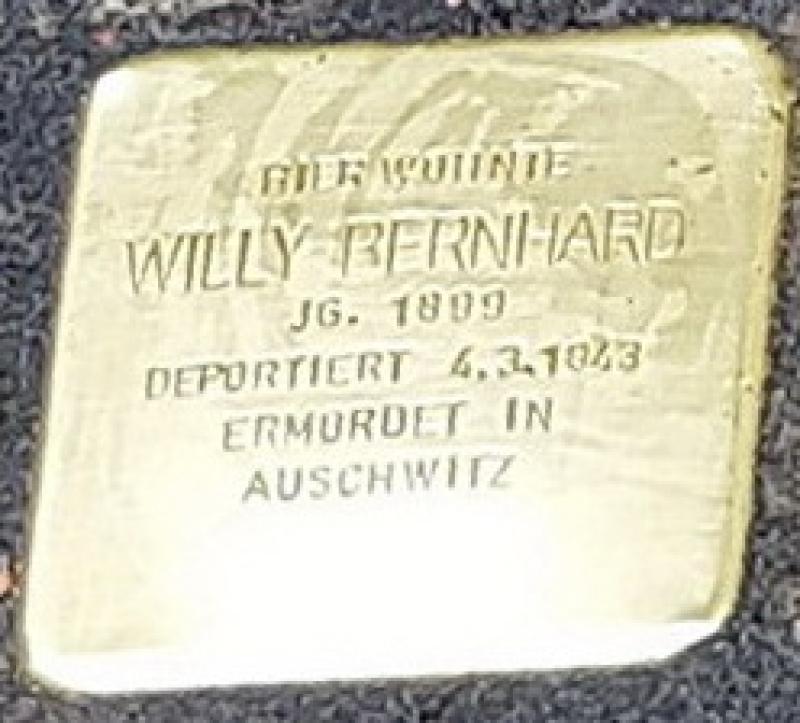 HIER WOHNTE
WILLY BERNHARD
JG. 1899
DEPORTIERT 4.3.1943
ERMORDET IN
AUSCHWITZ